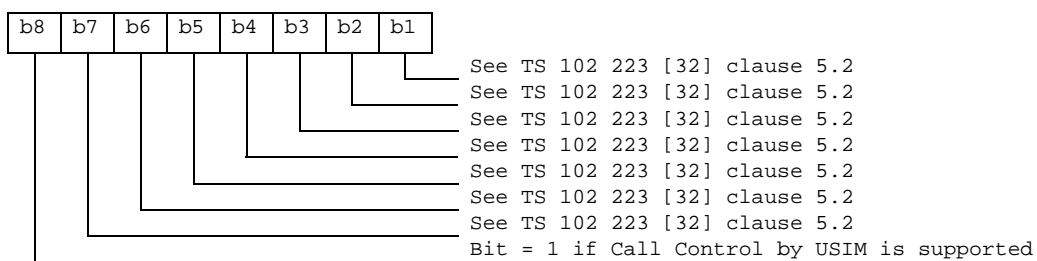 b8 b7 b6 b5 b4 b3 b2 b1
See TS 102 223 [32] clause 5.2
See TS 102 223 [32] clause 5.2
See TS 102 223 [32] clause 5.2
See TS 102 223 [32] clause 5.2
See TS 102 223 [32] clause 5.2
See TS 102 223 [32] clause 5.2
See TS 102 223 [32] clause 5.2
Bit = 1 if Call Control by USIM is supported